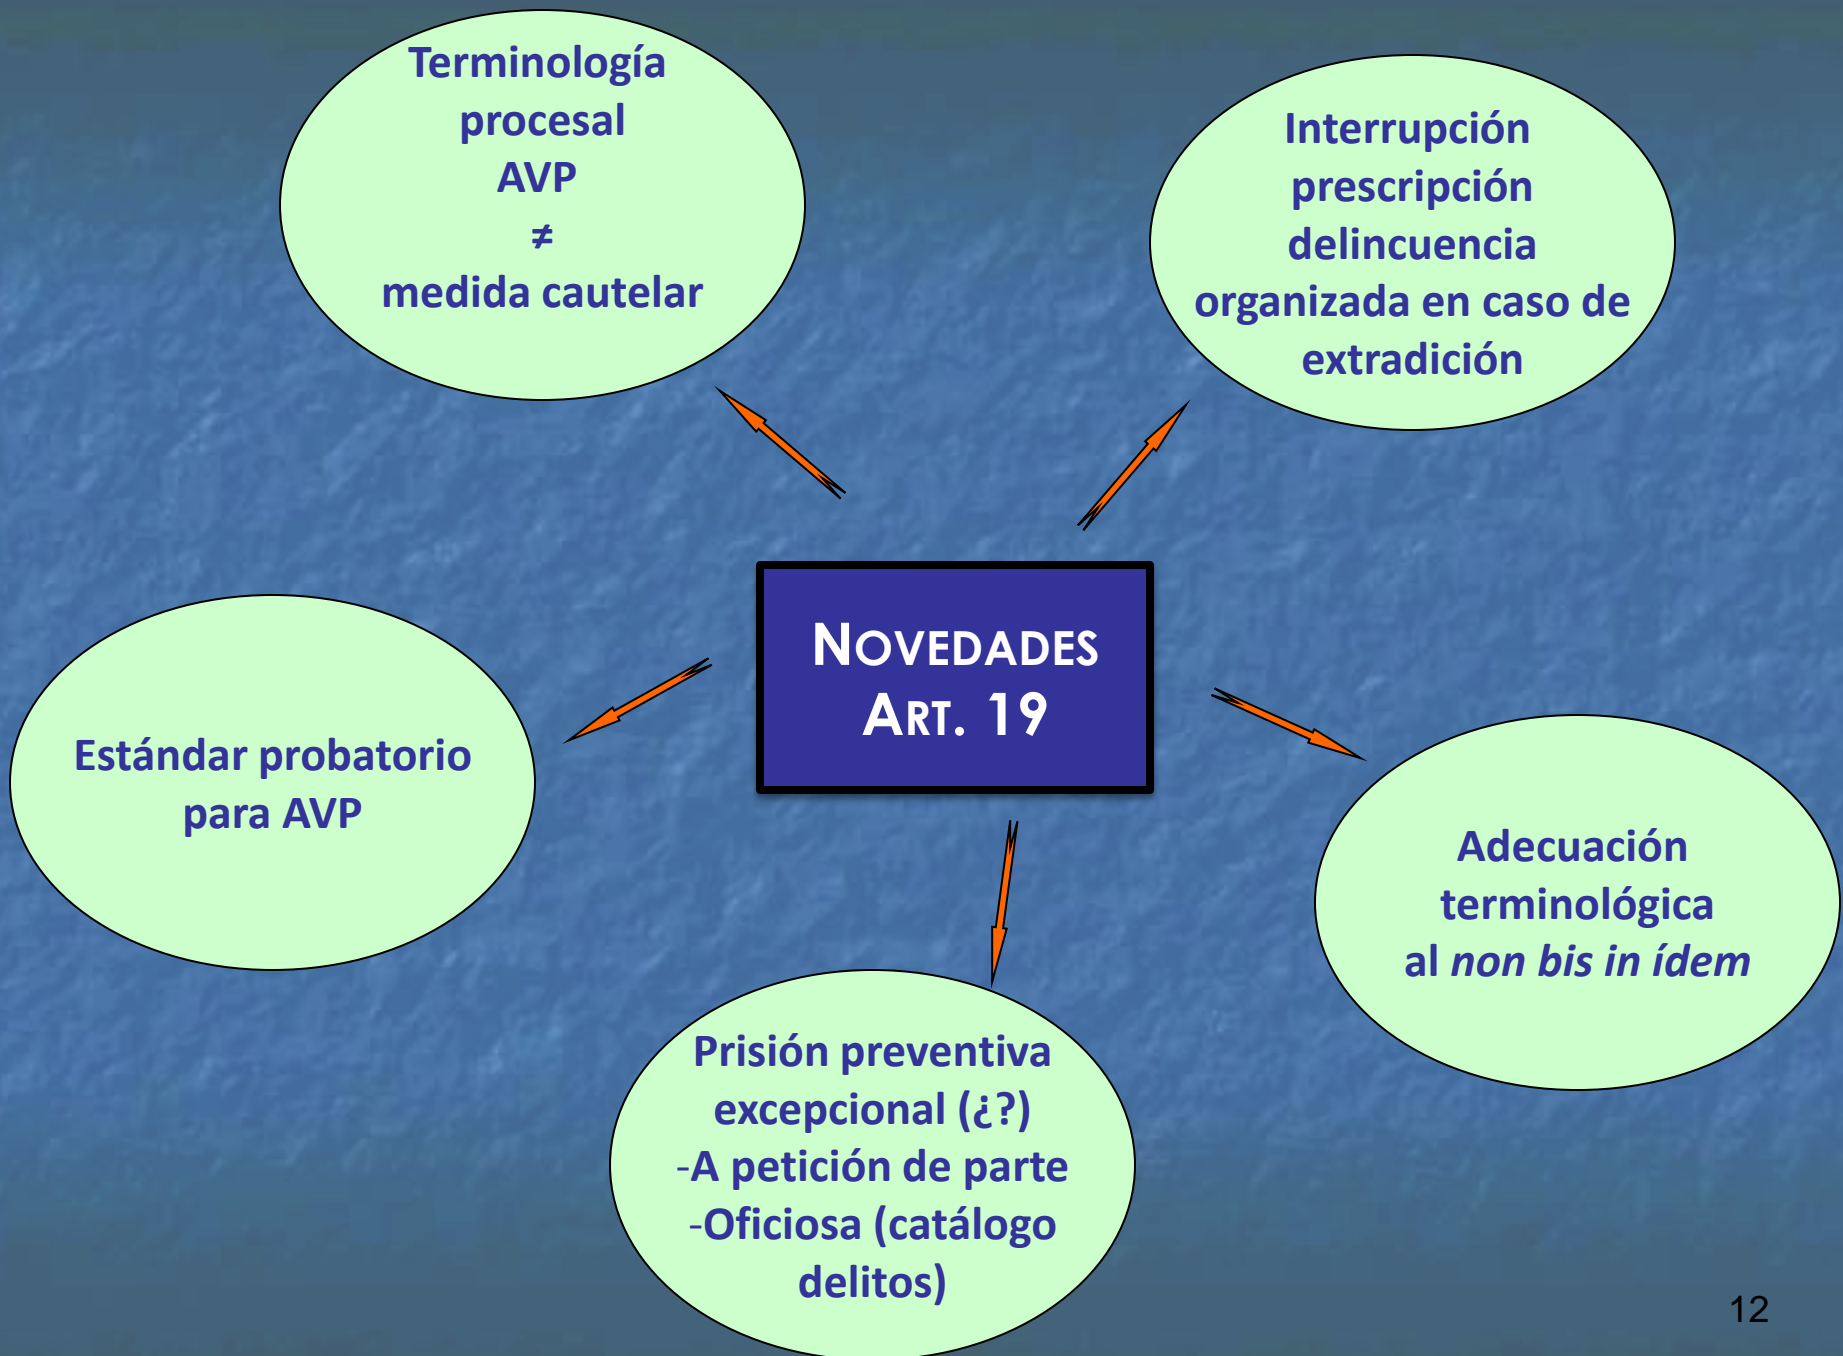 Terminología
procesal
AVP
≠
medida cautelar
Interrupción
prescripción
delincuencia
organizada en caso de
extradición
NOVEDADES
ART. 19
Estándar probatorio
para AVP
Adecuación
terminológica
al non bis in ídem
Prisión preventiva
excepcional (¿?)
-A petición de parte
-Oficiosa (catálogo
delitos)
12